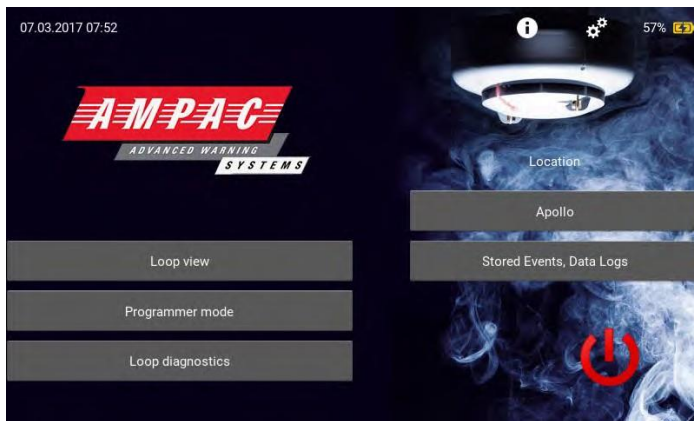 07.03.2017 07:52
57%
AMPAC
ADVANCED WARNING
SYSTEMS
Location
Apollo
Loop view
Stored Events, Data Logs
Programmer mode
Loop diagnostics